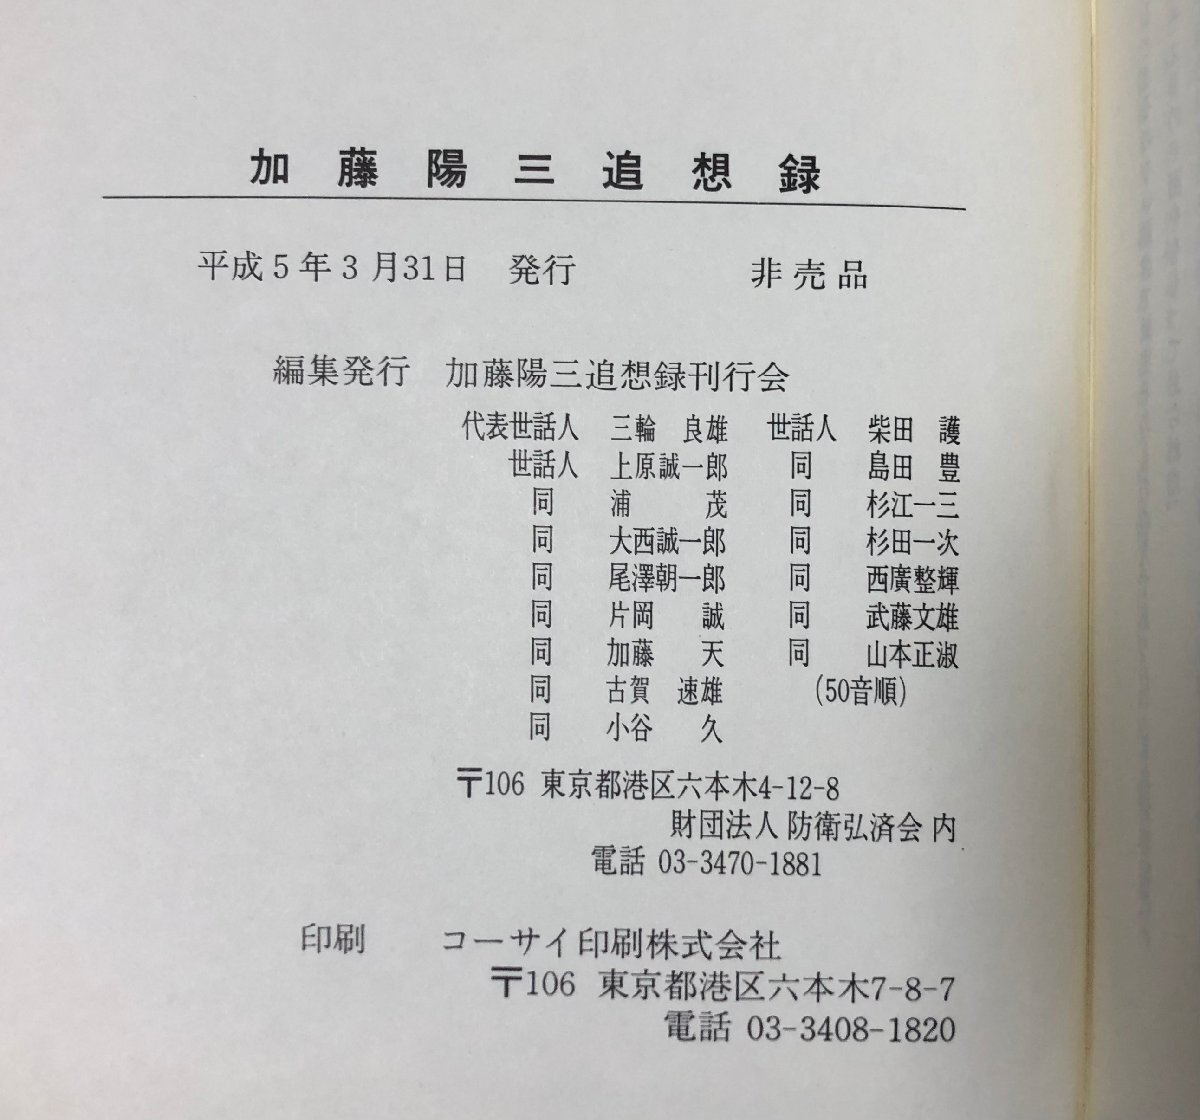 加藤陽三追想録
平成5年3月31日 発行 非売品
編集発行 加藤陽三追想録刊行会
代表世話人 三輪 良雄 世話人 柴田 護
世話人 上原誠一郎 同 島田 豊
同 浦 茂 同 杉江一三
同 大西誠一郎 同 杉田一次
同 尾澤朝一郎 同 西廣整輝
同 片岡 誠 同 武藤文雄
同 加藤 天 同 山本正淑
同 古賀 速雄 (50音順)
同 小谷 久
〒106 東京都港区六本木4-12-8
財団法人 防衛弘済会 内
電話 03-3470-1881
印刷 コーサイ印刷株式会社
〒106 東京都港区六本木7-8-7
電話 03-3408-1820